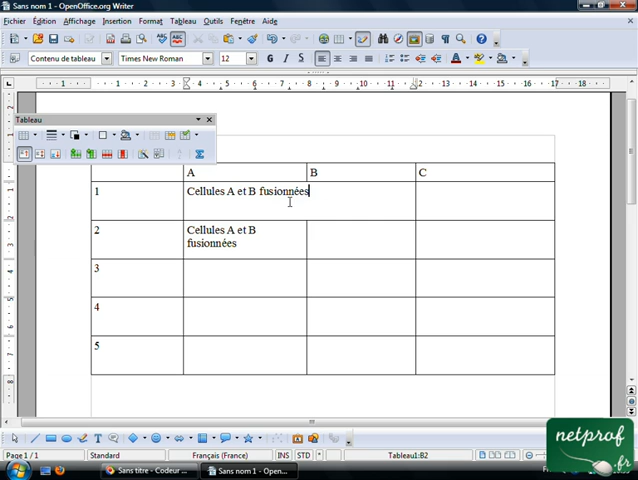 Sans nom 1 - OpenOffice.org Writer
Fichier Édition Affichage Insertion Format Tableau Outils Fenêtre Aide
Contenu de tableau Times New Roman 12 G I S
Tableau
A B C
1 Cellules A et B fusionnées
2 Cellules A et B
fusionnées
3
4
5
Page 1 / 1 Standard Français (France) INS STD Tableau1:B2
Sans titre - Codeur ... Sans nom 1 - Open...
netprof
.fr